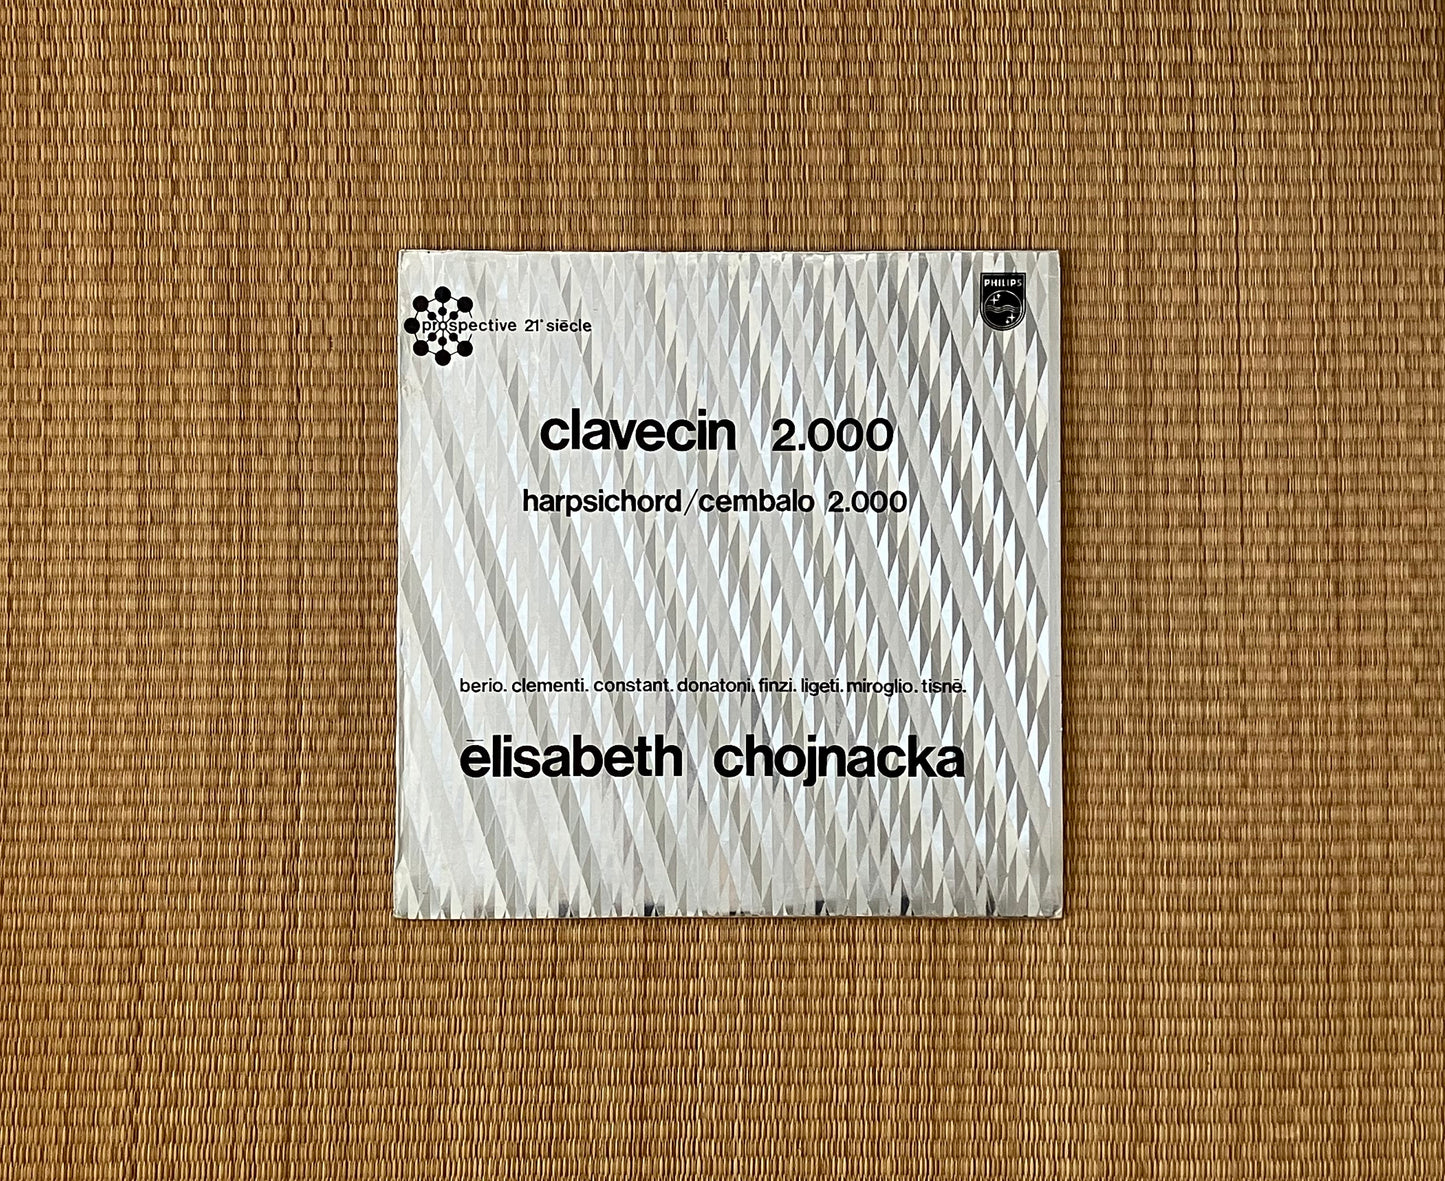 PHILIPS
prospective 21e siēcle
clavecin 2.000
harpsichord/cembalo 2.000
berio. clementi. constant. donatoni. finzi. ligeti. miroglio. tisnē.
ēlisabeth chojnacka